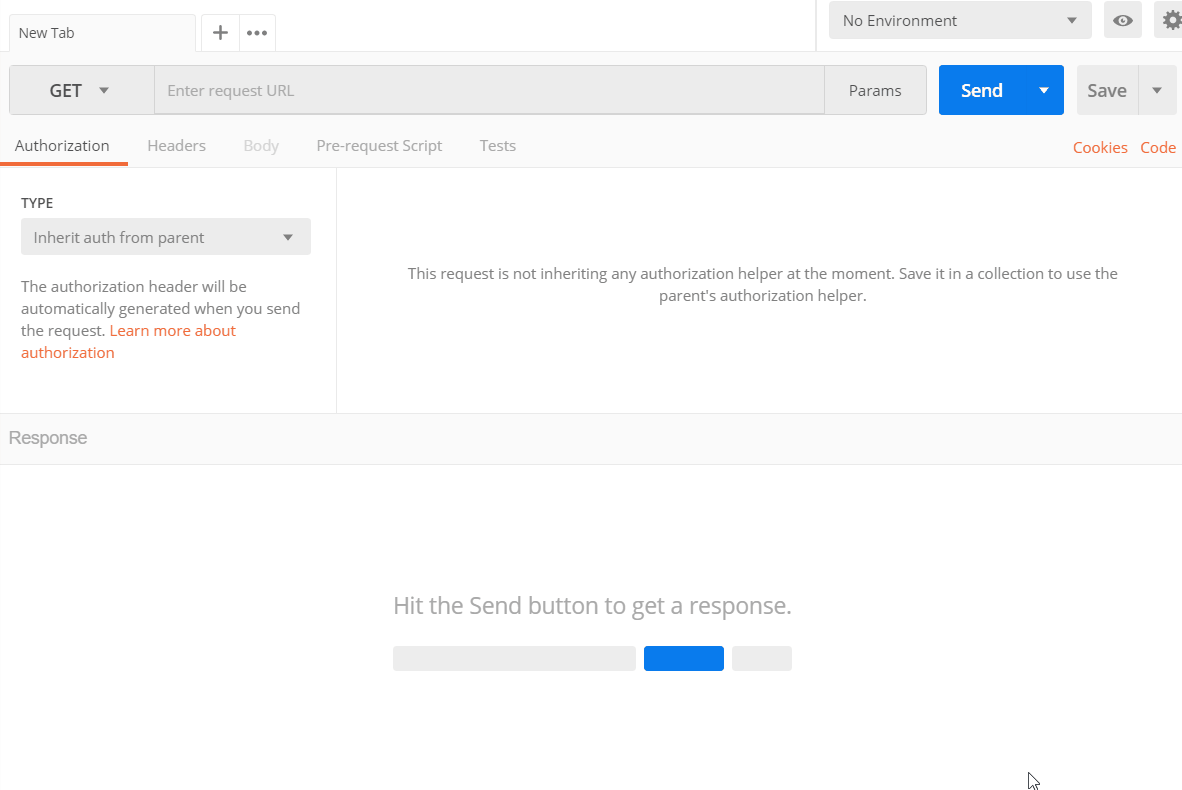 New Tab
No Environment
GET
Enter request URL
Params
Send
Save
Authorization
Headers
Body
Pre-request Script
Tests
Cookies
Code
TYPE
Inherit auth from parent
The authorization header will be
automatically generated when you send
the request. Learn more about
authorization
This request is not inheriting any authorization helper at the moment. Save it in a collection to use the
parent's authorization helper.
Response
Hit the Send button to get a response.